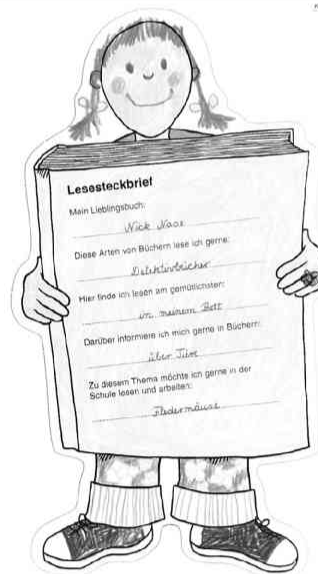 Lesesteckbrief
Mein Lieblingsbuch:
Nick Nase
Diese Arten von Büchern lese ich gerne:
Detektivbücher
Hier finde ich lesen am gemütlichsten:
in meinem Bett
Darüber informiere ich mich gerne in Büchern:
über Tiere
Zu diesem Thema möchte ich gerne in der
Schule lesen und arbeiten:
Fledermäuse